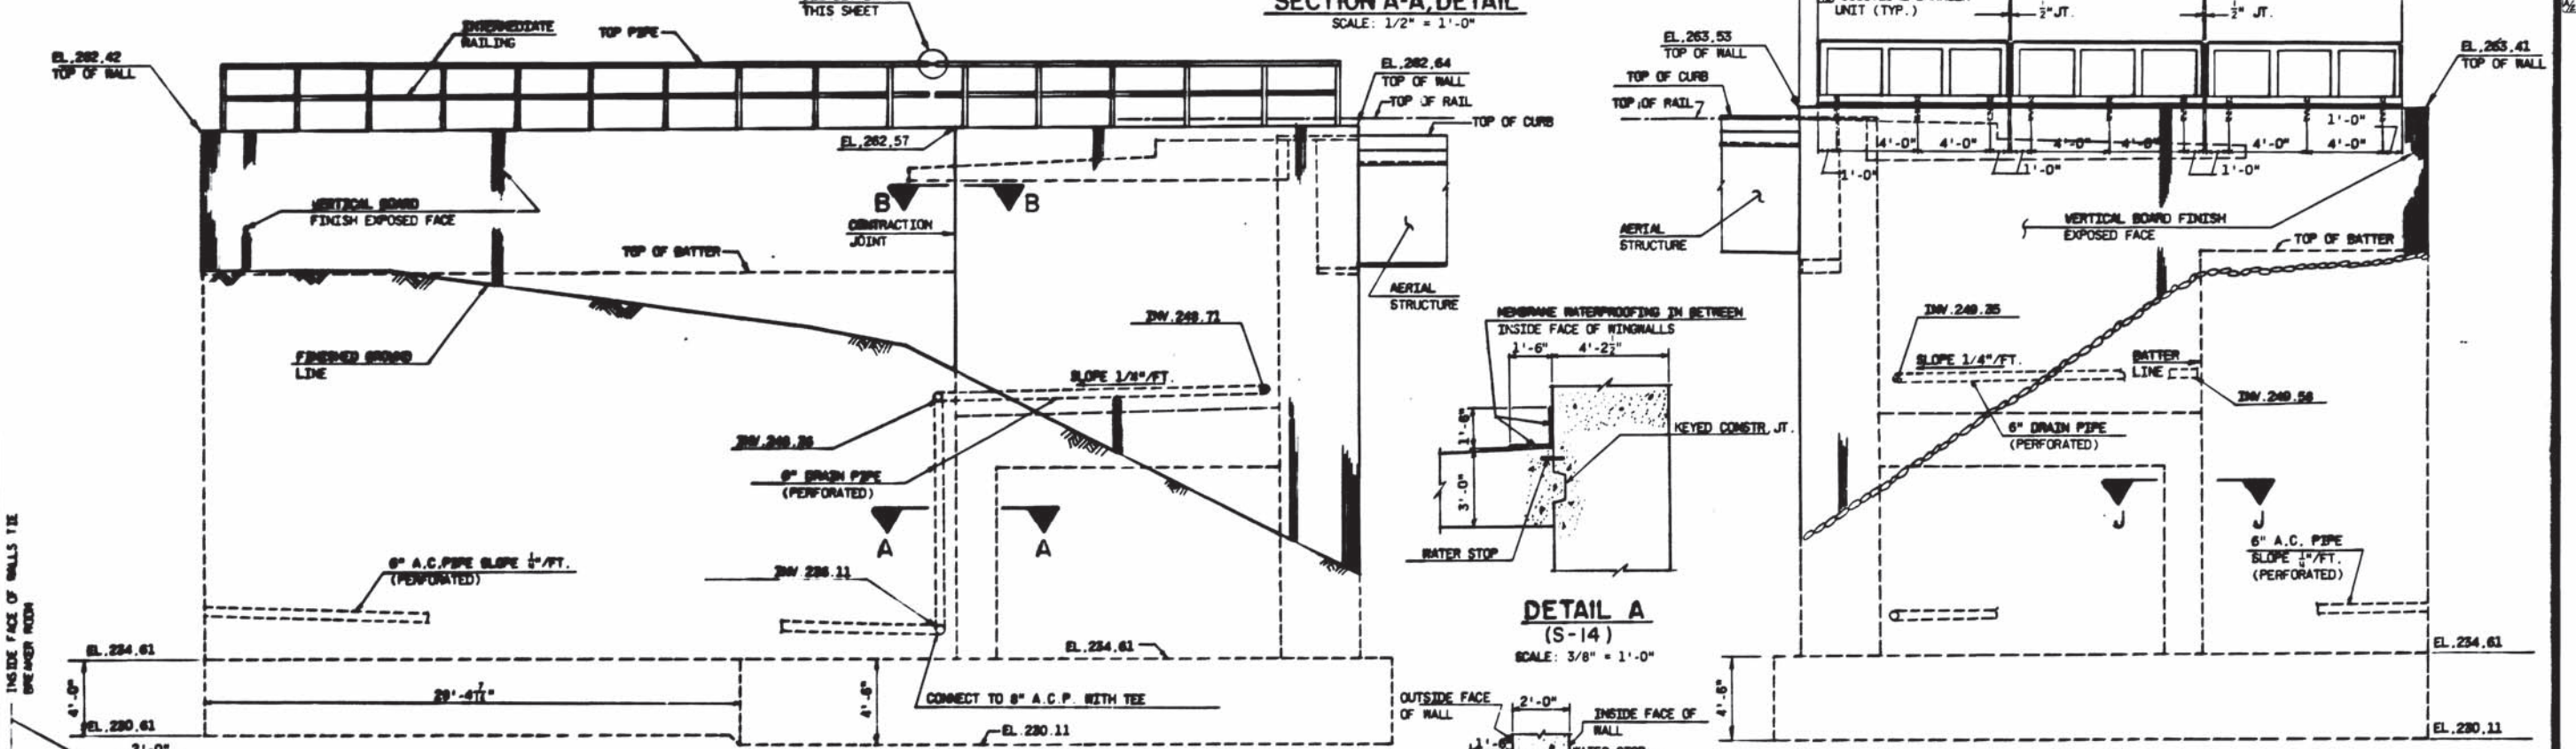 THIS SHEET
SECTION A-A, DETAIL
SCALE: 1/2" = 1'-0"
UNIT (TYP.)
½" JT.
½" JT.
INTERMEDIATE
RAILING
TOP PIPE
EL.262.42
TOP OF WALL
EL.262.64
TOP OF WALL
TOP OF RAIL
TOP OF CURB
EL.262.57
B
B
VERTICAL BOARD
FINISH EXPOSED FACE
CONTRACTION
JOINT
TOP OF BATTER
AERIAL
STRUCTURE
FINISHED GROUND
LINE
INV.248.71
SLOPE 1/4"/FT.
6" DRAIN PIPE
(PERFORATED)
A
A
6" A.C.PIPE SLOPE ¼"/FT.
(PERFORATED)
INV 236.11
INSIDE FACE OF WALLS TIE
BREAKER ROOM
EL.234.61
EL.234.61
4'-0"
4'-6"
CONNECT TO 8" A.C.P. WITH TEE
EL.230.61
EL.230.11
MEMBRANE WATERPROOFING IN BETWEEN
INSIDE FACE OF WINGWALLS
1'-6"
4'-2½"
1'-6"
3'-0"
KEYED CONSTR. JT.
WATER STOP
DETAIL A
(S-14)
SCALE: 3/8" = 1'-0"
OUTSIDE FACE
OF WALL
2'-0"
INSIDE FACE OF
WALL
1'-6"
EL.263.53
TOP OF WALL
TOP OF CURB
TOP OF RAIL
EL.263.41
TOP OF WALL
1'-0"
4'-0"
4'-0"
4'-0"
4'-0"
4'-0"
4'-0"
1'-0"
1'-0"
1'-0"
AERIAL
STRUCTURE
VERTICAL BOARD FINISH
EXPOSED FACE
TOP OF BATTER
INV.249.35
SLOPE 1/4"/FT.
BATTER
LINE
INV.249.56
6" DRAIN PIPE
(PERFORATED)
J
J
6" A.C. PIPE
SLOPE ¼"/FT.
(PERFORATED)
EL.234.61
4'-6"
EL.230.11